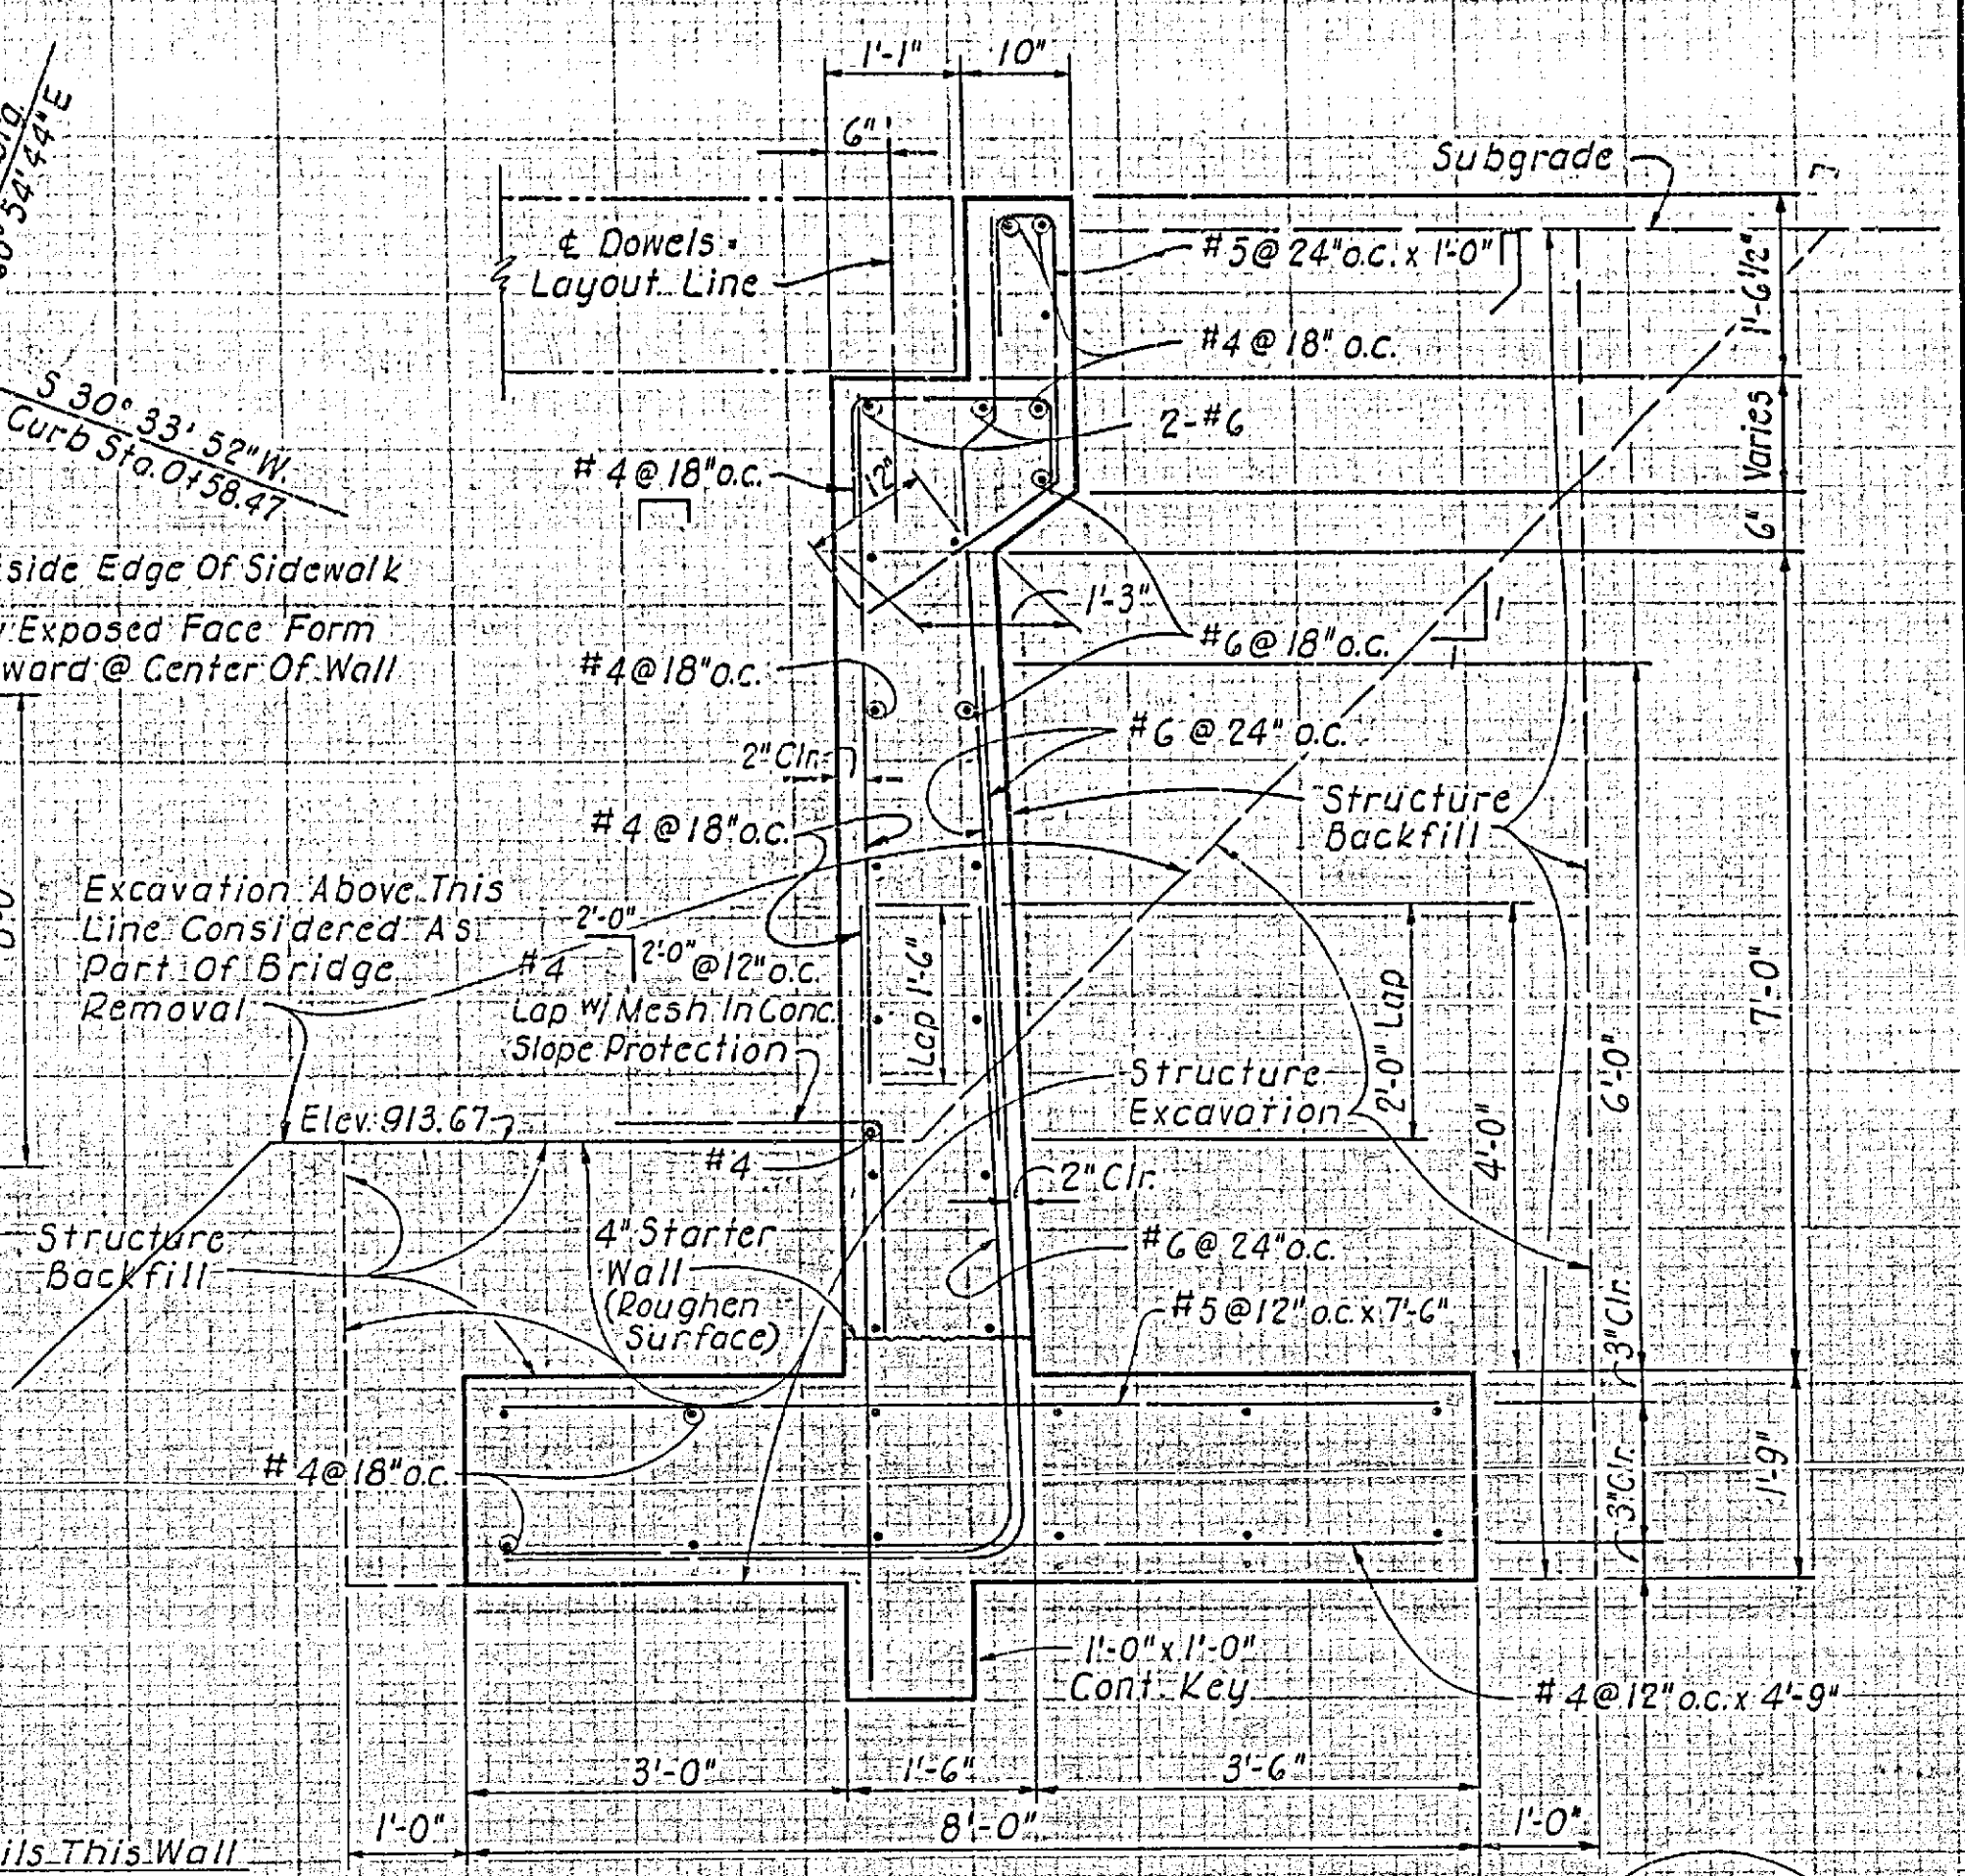 1'-1"
10"
6"
Subgrade
54' 44" E
₵ Dowels =
Layout Line
#5 @ 24" o.c. x 1'-0"
1'-6 1/2"
#4 @ 18" o.c.
S 30° 33' 52" W.
Curb Sta. 0+58.47
2-#6
6" Varies
#4 @ 18" o.c.
12"
side Edge Of Sidewalk
Exposed Face Form
ward @ Center Of Wall
1'-3"
#6 @ 18" o.c.
1
1
#4 @ 18" o.c.
#6 @ 24" o.c.
2" Clr.
Structure
Backfill
#4 @ 18" o.c.
Excavation Above This
Line Considered As
Part Of Bridge
Removal
2'-0"
#4 2'-0" @ 12" o.c.
Lap w/ Mesh In Conc.
Slope Protection
Lap 1'-6"
2'-0" Lap
7'-0"
6'-0"
4'-0"
Structure
Excavation
Elev. 913.67
#4
2" Clr.
Structure
Backfill
4" Starter
Wall
(Roughen
Surface)
#6 @ 24" o.c.
#5 @ 12" o.c. x 7'-6"
3" Clr.
#4 @ 18" o.c.
3" Clr.
1'-9"
1'-0" x 1'-0"
Cont. Key
#4 @ 12" o.c. x 4'-9"
3'-0"
1'-6"
3'-6"
1'-0"
8'-0"
1'-0"
ils This Wall